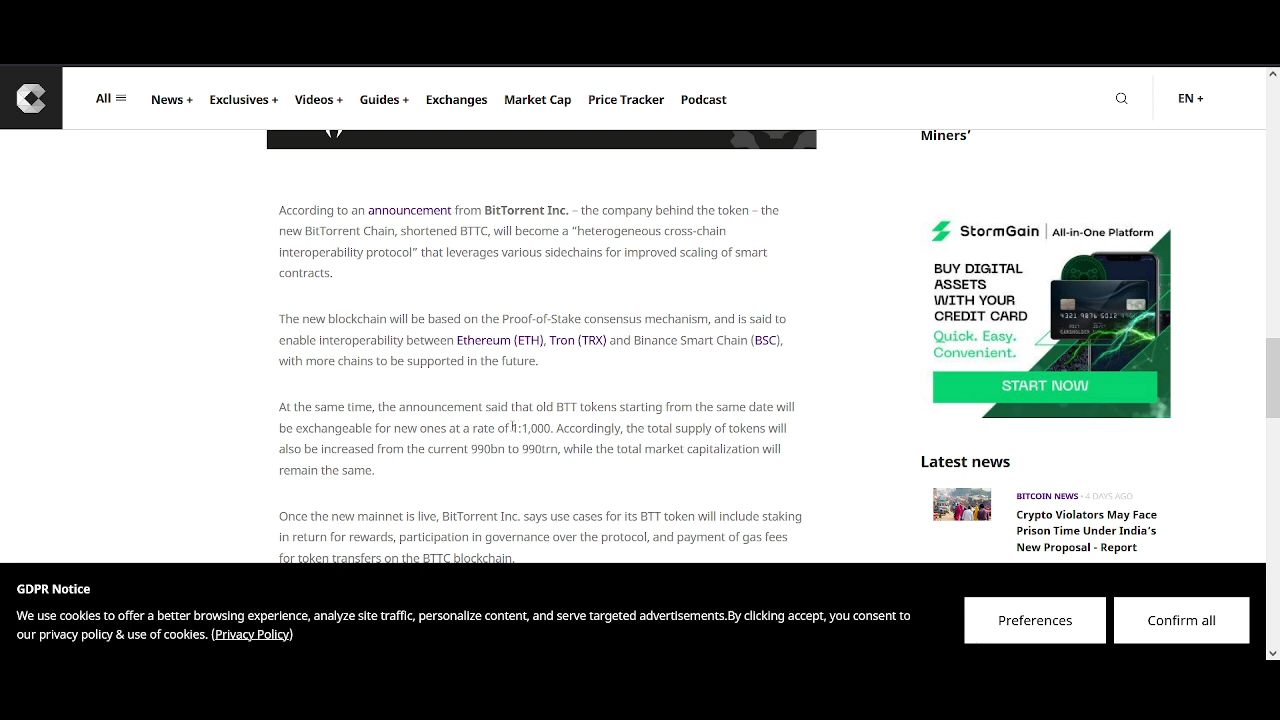 All
News +
Exclusives +
Videos +
Guides +
Exchanges
Market Cap
Price Tracker
Podcast
EN +
Miners’
According to an announcement from BitTorrent Inc. – the company behind the token – the
new BitTorrent Chain, shortened BTTC, will become a “heterogeneous cross-chain
interoperability protocol” that leverages various sidechains for improved scaling of smart
contracts.
The new blockchain will be based on the Proof-of-Stake consensus mechanism, and is said to
enable interoperability between Ethereum (ETH), Tron (TRX) and Binance Smart Chain (BSC),
with more chains to be supported in the future.
At the same time, the announcement said that old BTT tokens starting from the same date will
be exchangeable for new ones at a rate of 1:1,000. Accordingly, the total supply of tokens will
also be increased from the current 990bn to 990trn, while the total market capitalization will
remain the same.
Once the new mainnet is live, BitTorrent Inc. says use cases for its BTT token will include staking
in return for rewards, participation in governance over the protocol, and payment of gas fees
for token transfers on the BTTC blockchain.
StormGain | All-in-One Platform
BUY DIGITAL
ASSETS
WITH YOUR
CREDIT CARD
Quick. Easy.
Convenient.
START NOW
Latest news
BITCOIN NEWS - 4 DAYS AGO
Crypto Violators May Face
Prison Time Under India’s
New Proposal - Report
GDPR Notice
We use cookies to offer a better browsing experience, analyze site traffic, personalize content, and serve targeted advertisements.By clicking accept, you consent to
our privacy policy & use of cookies. (Privacy Policy)
Preferences
Confirm all